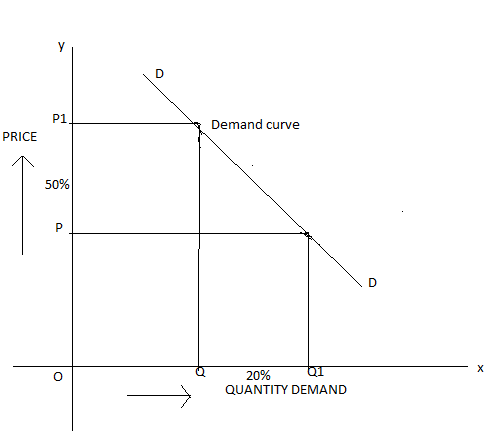 y
D
P1
Demand curve
PRICE
50%
P
D
O
Q
20%
Q1
x
QUANTITY DEMAND